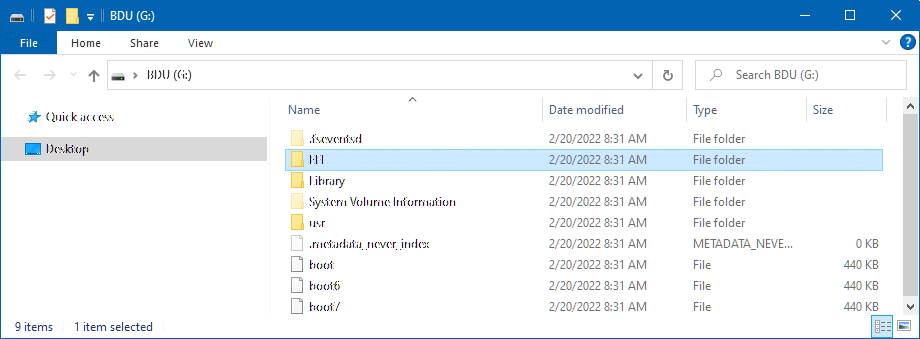 BDU (G:)
File Home Share View
BDU (G:) Search BDU (G:)
Quick access
Desktop
Name Date modified Type Size
.fseventsd 2/20/2022 8:31 AM File folder
EFI 2/20/2022 8:31 AM File folder
Library 2/20/2022 8:31 AM File folder
System Volume Information 2/20/2022 8:31 AM File folder
usr 2/20/2022 8:31 AM File folder
.metadata_never_index 2/20/2022 8:31 AM METADATA_NEVE... 0 KB
boot 2/20/2022 8:31 AM File 440 KB
boot6 2/20/2022 8:31 AM File 440 KB
boot7 2/20/2022 8:31 AM File 440 KB
9 items 1 item selected